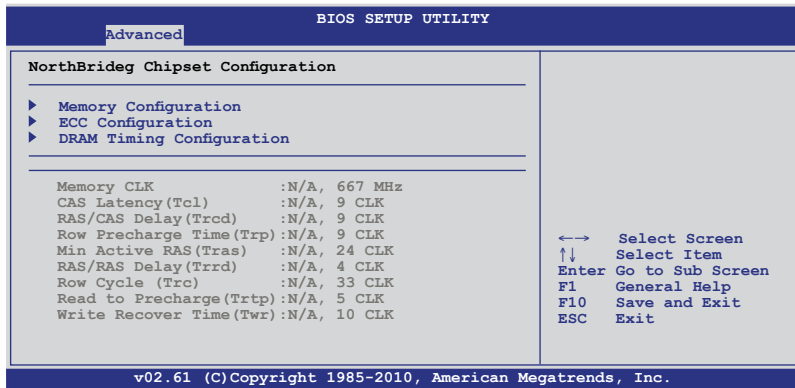 BIOS SETUP UTILITY
Advanced
NorthBrideg Chipset Configuration
Memory Configuration
ECC Configuration
DRAM Timing Configuration
Memory CLK :N/A, 667 MHz
CAS Latency(Tcl) :N/A, 9 CLK
RAS/CAS Delay(Trcd) :N/A, 9 CLK
Row Precharge Time(Trp):N/A, 9 CLK
Min Active RAS(Tras) :N/A, 24 CLK
RAS/RAS Delay(Trrd) :N/A, 4 CLK
Row Cycle (Trc) :N/A, 33 CLK
Read to Precharge(Trtp):N/A, 5 CLK
Write Recover Time(Twr):N/A, 10 CLK
←→ Select Screen
↑↓ Select Item
Enter Go to Sub Screen
F1 General Help
F10 Save and Exit
ESC Exit
v02.61 (C)Copyright 1985-2010, American Megatrends, Inc.